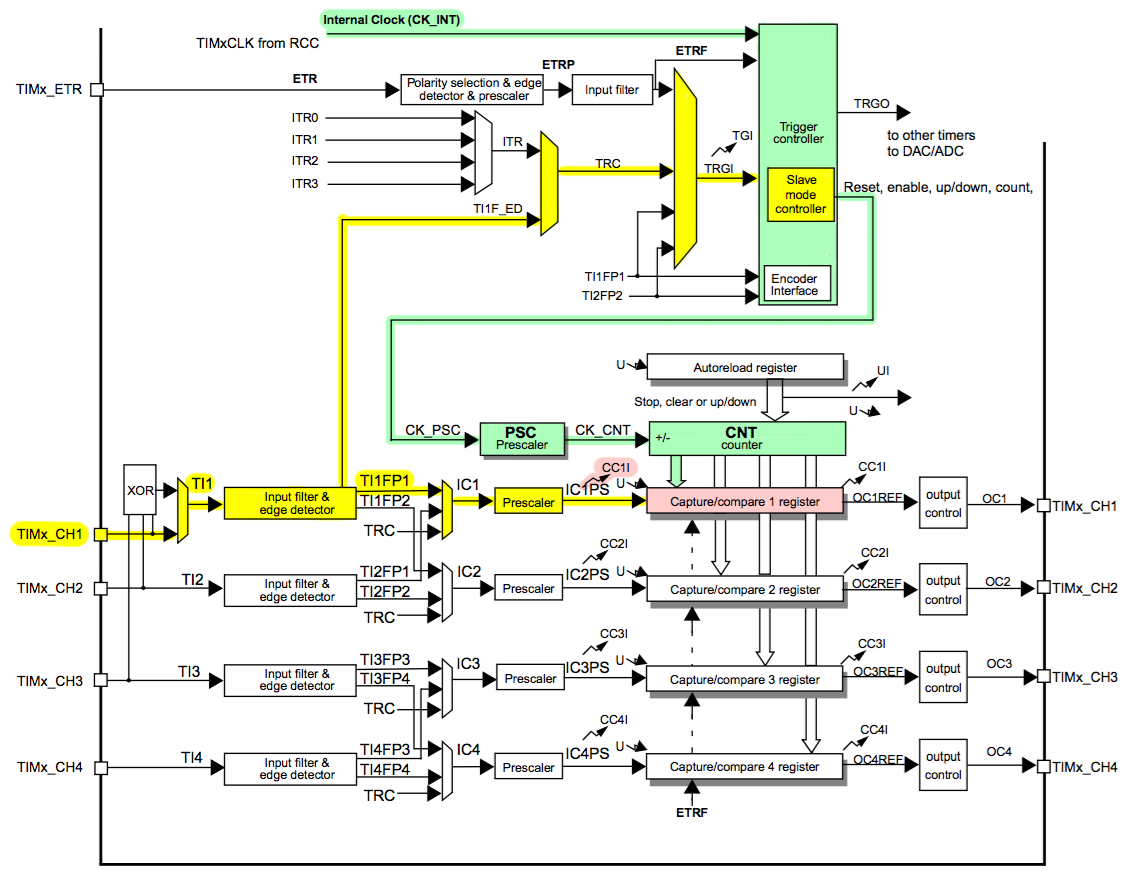 Internal Clock (CK_INT)
TIMxCLK from RCC
ETRF
TIMx_ETR
ETR
Polarity selection & edge
detector & prescaler
ETRP
Input filter
ITR0
ITR1
ITR2
ITR3
ITR
TI1F_ED
TRC
TGI
TRGI
Trigger
controller
TRGO
to other timers
to DAC/ADC
Slave
mode
controller
Reset, enable, up/down, count,
TI1FP1
TI2FP2
Encoder
Interface
U
Autoreload register
UI
U
Stop, clear or up/down
CK_PSC
PSC
Prescaler
CK_CNT
+/-
CNT
counter
XOR
TI1
TIMx_CH1
Input filter &
edge detector
TI1FP1
TI1FP2
TRC
IC1
Prescaler
CC1I
IC1PS
U
Capture/compare 1 register
CC1I
OC1REF
output
control
OC1
TIMx_CH1
TIMx_CH2
TI2
Input filter &
edge detector
TI2FP1
TI2FP2
TRC
IC2
Prescaler
CC2I
IC2PS
U
Capture/compare 2 register
CC2I
OC2REF
output
control
OC2
TIMx_CH2
TIMx_CH3
TI3
Input filter &
edge detector
TI3FP3
TI3FP4
TRC
IC3
Prescaler
CC3I
IC3PS
U
Capture/compare 3 register
CC3I
OC3REF
output
control
OC3
TIMx_CH3
TIMx_CH4
TI4
Input filter &
edge detector
TI4FP3
TI4FP4
TRC
IC4
Prescaler
CC4I
IC4PS
U
Capture/compare 4 register
CC4I
OC4REF
output
control
OC4
TIMx_CH4
ETRF